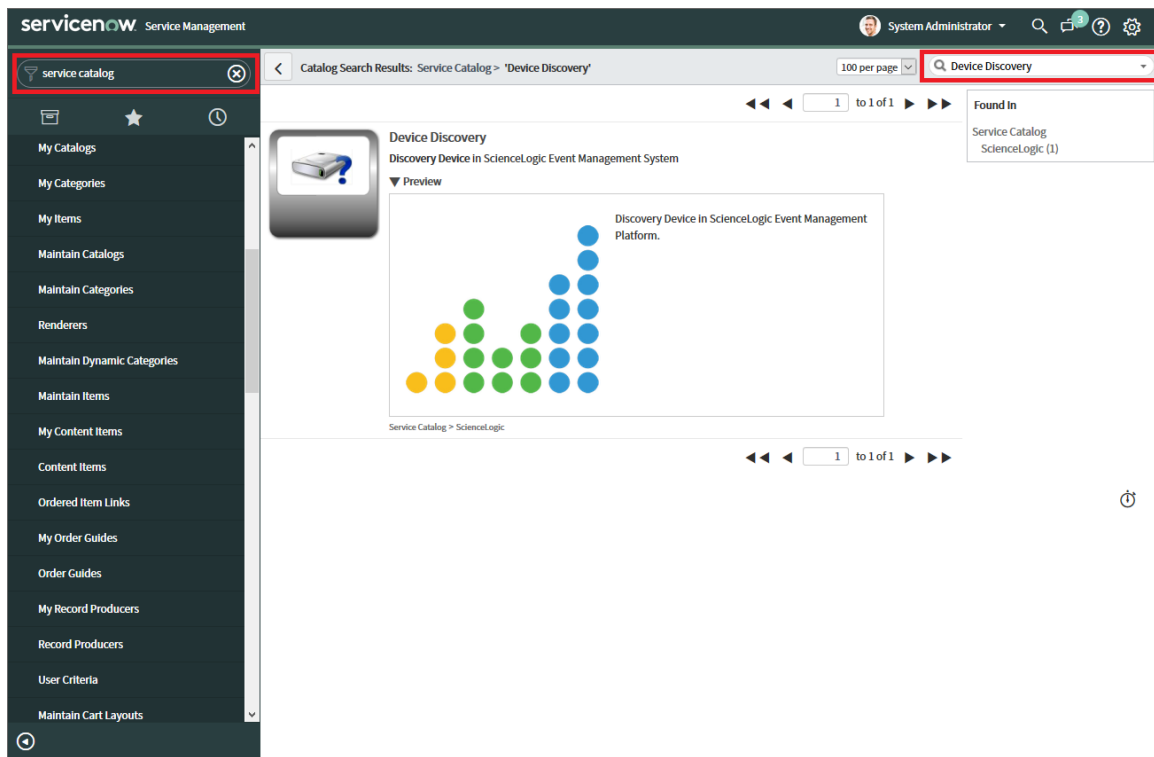 servicenow Service Management
System Administrator
3
service catalog
Catalog Search Results: Service Catalog > 'Device Discovery'
100 per page
Device Discovery
1 to 1 of 1
Found In
Service Catalog
ScienceLogic (1)
Device Discovery
Discovery Device in ScienceLogic Event Management System
Preview
Discovery Device in ScienceLogic Event Management
Platform.
Service Catalog > ScienceLogic
1 to 1 of 1
My Catalogs
My Categories
My Items
Maintain Catalogs
Maintain Categories
Renderers
Maintain Dynamic Categories
Maintain Items
My Content Items
Content Items
Ordered Item Links
My Order Guides
Order Guides
My Record Producers
Record Producers
User Criteria
Maintain Cart Layouts